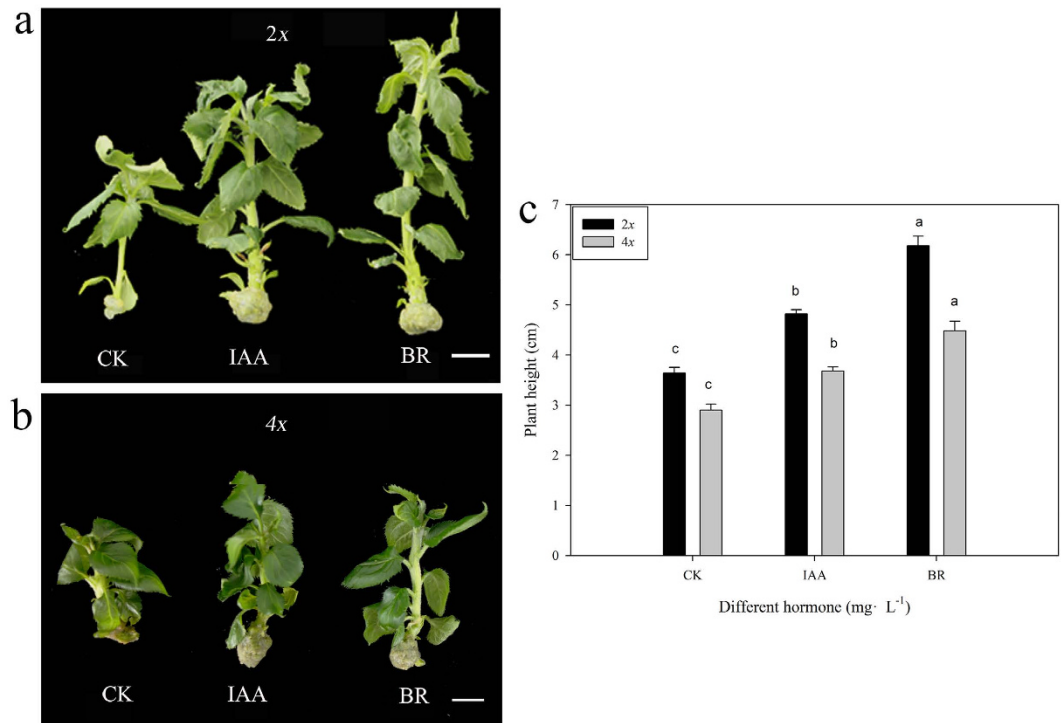 a
2x
CK IAA BR
b
4x
CK IAA BR
c
7
6
5
4
3
2
1
0
Plant height (cm)
2x
4x
c
c
b
b
a
a
CK IAA BR
Different hormone (mg· L⁻¹)